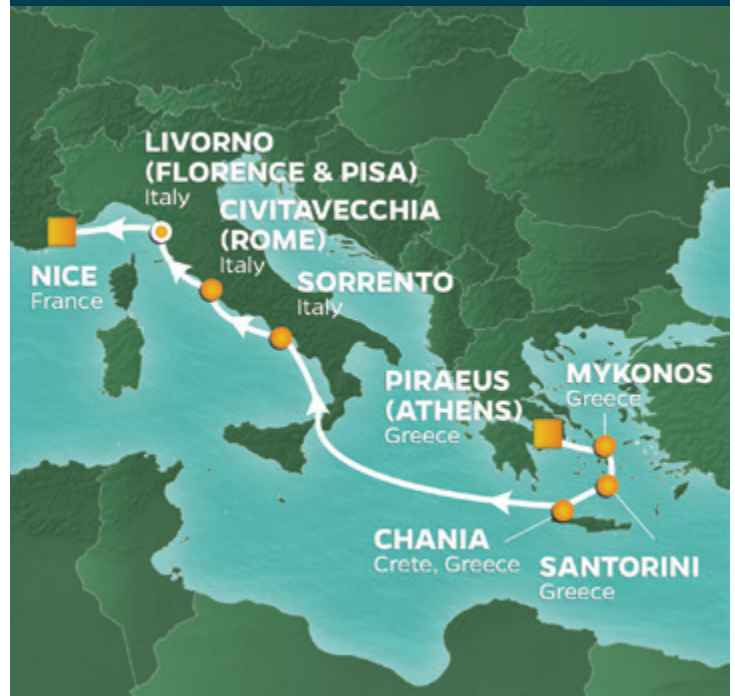 LIVORNO
(FLORENCE & PISA)
Italy
CIVITAVECCHIA
(ROME)
Italy
SORRENTO
Italy
NICE
France
PIRAEUS
(ATHENS)
Greece
MYKONOS
Greece
CHANIA
Crete, Greece
SANTORINI
Greece